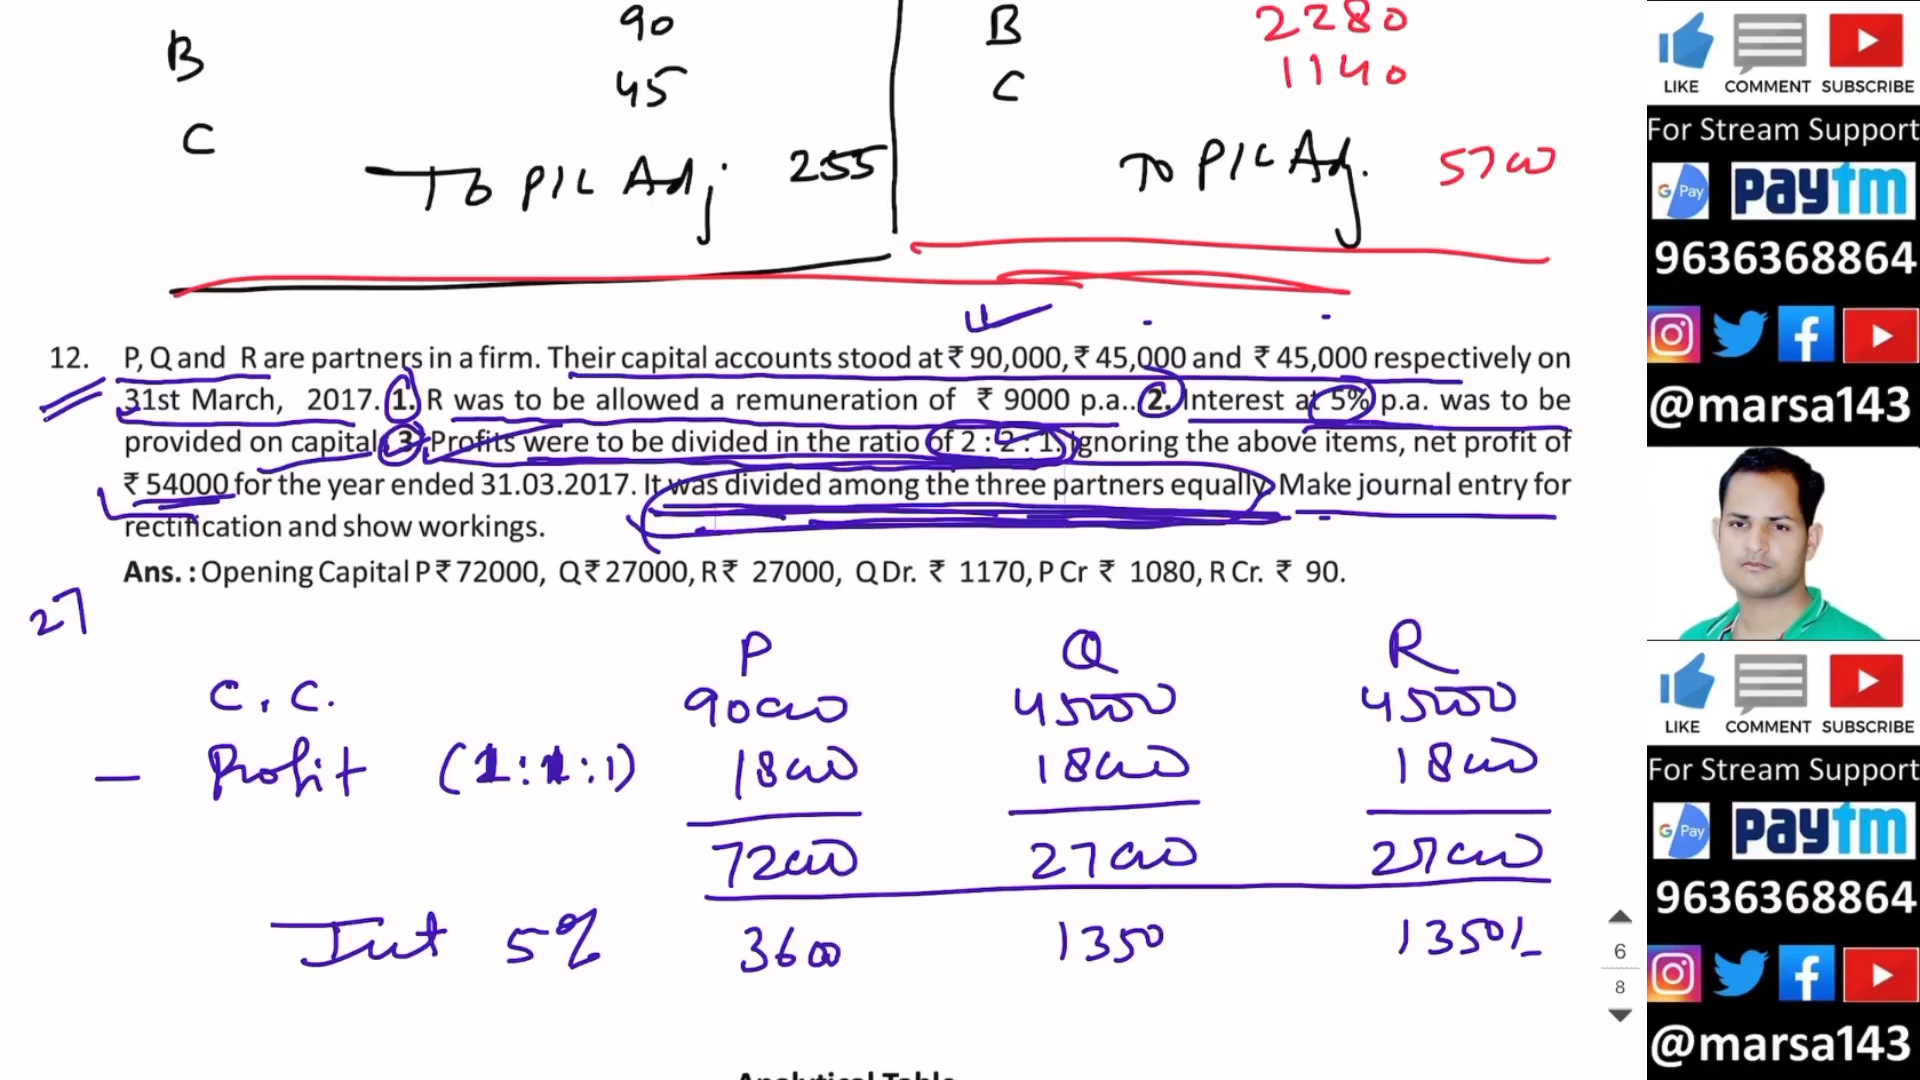 90
B
45
C
To P/L Adj 255
B 2280
C 1140
To P/L Adj. 5700
12. P, Q and R are partners in a firm. Their capital accounts stood at ₹ 90,000, ₹ 45,000 and ₹ 45,000 respectively on
31st March, 2017. 1. R was to be allowed a remuneration of ₹ 9000 p.a.. 2. Interest at 5% p.a. was to be
provided on capital. 3. Profits were to be divided in the ratio of 2 : 2 : 1. Ignoring the above items, net profit of
₹ 54000 for the year ended 31.03.2017. It was divided among the three partners equally. Make journal entry for
rectification and show workings.
Ans. : Opening Capital P ₹ 72000, Q ₹ 27000, R ₹ 27000, Q Dr. ₹ 1170, P Cr ₹ 1080, R Cr. ₹ 90.
27
P Q R
C.C. 90000 45000 45000
- Profit (1:1:1) 18000 18000 18000
72000 27000 27000
Int 5% 3600 1350 1350/-
6
8
LIKE COMMENT SUBSCRIBE
For Stream Support
G Pay paytm
9636368864
@marsa143
LIKE COMMENT SUBSCRIBE
For Stream Support
G Pay paytm
9636368864
@marsa143